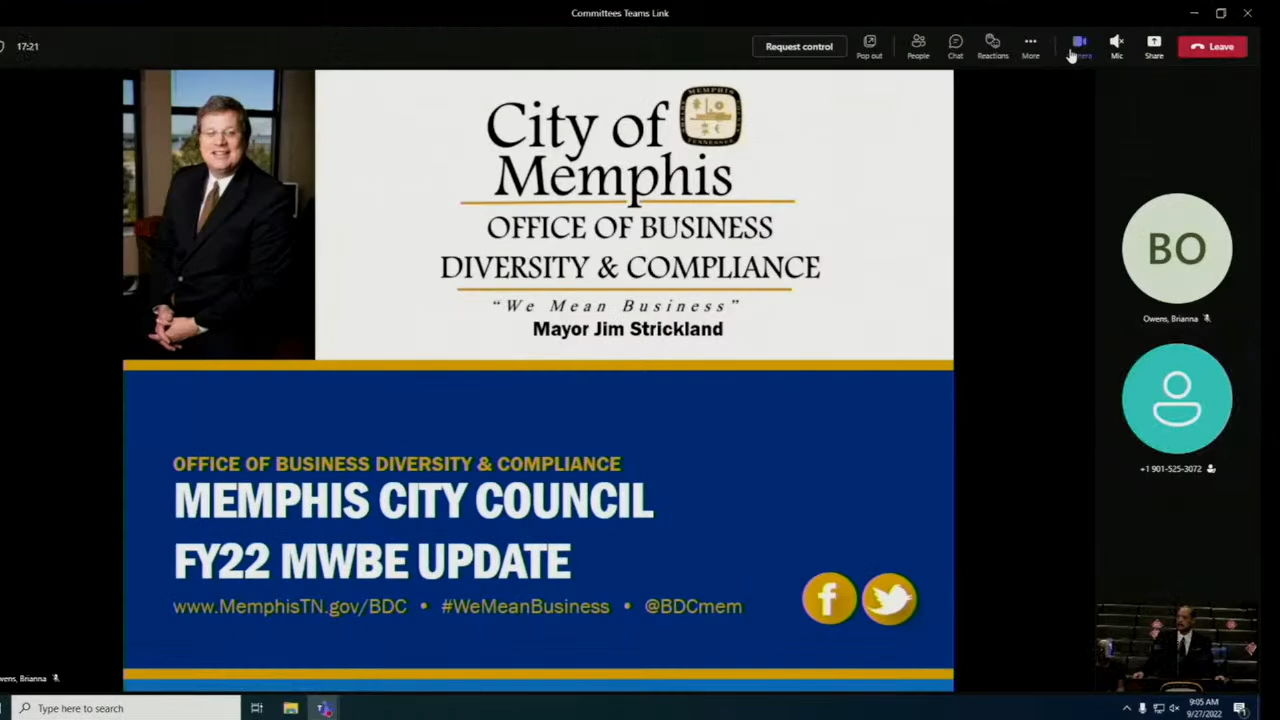 Committees Teams Link
17:21
Request control
Pop out
People
Chat
Reactions
More
Mic
Share
Leave
City of
Memphis
OFFICE OF BUSINESS
DIVERSITY & COMPLIANCE
"We Mean Business"
Mayor Jim Strickland
OFFICE OF BUSINESS DIVERSITY & COMPLIANCE
MEMPHIS CITY COUNCIL
FY22 MWBE UPDATE
www.MemphisTN.gov/BDC • #WeMeanBusiness • @BDCmem
BO
Owens, Brianna
+1 901-525-3072
wens, Brianna
Type here to search
9:05 AM
9/27/2022